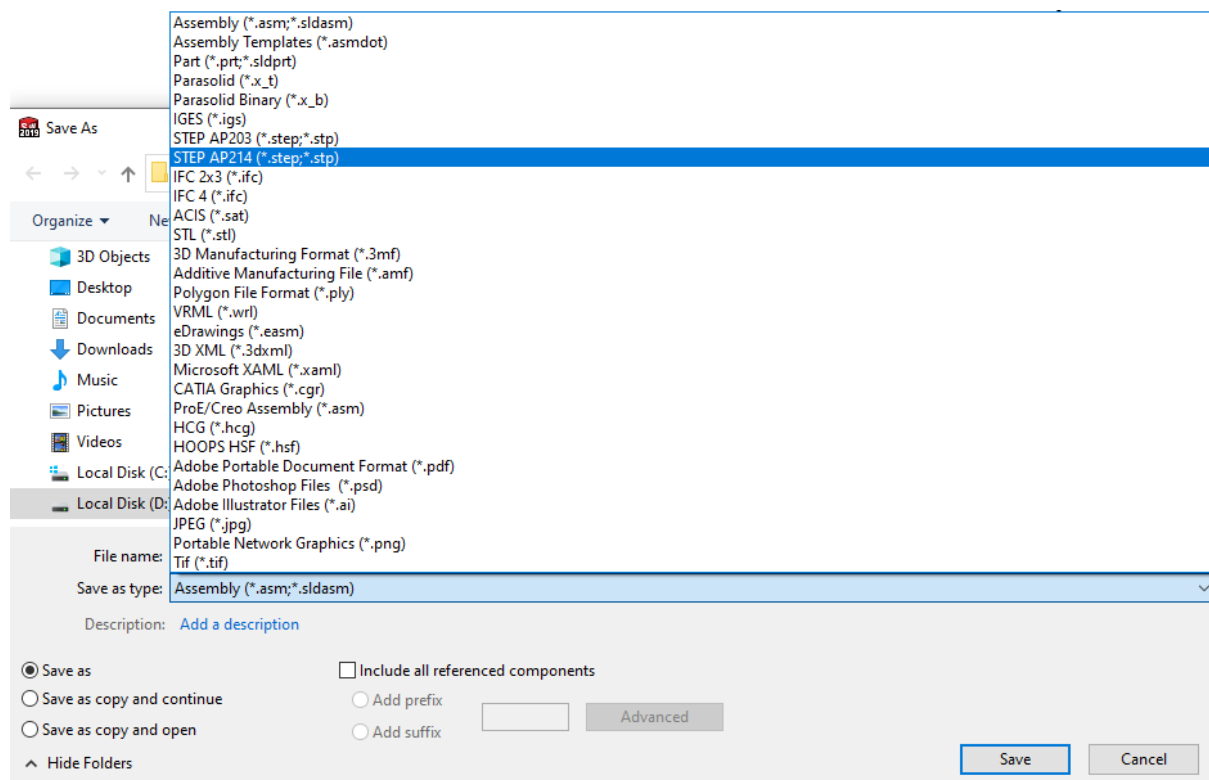 Assembly (*.asm;*.sldasm)
Assembly Templates (*.asmdot)
Part (*.prt;*.sldprt)
Parasolid (*.x_t)
Parasolid Binary (*.x_b)
IGES (*.igs)
STEP AP203 (*.step;*.stp)
STEP AP214 (*.step;*.stp)
IFC 2x3 (*.ifc)
IFC 4 (*.ifc)
ACIS (*.sat)
STL (*.stl)
3D Manufacturing Format (*.3mf)
Additive Manufacturing File (*.amf)
Polygon File Format (*.ply)
VRML (*.wrl)
eDrawings (*.easm)
3D XML (*.3dxml)
Microsoft XAML (*.xaml)
CATIA Graphics (*.cgr)
ProE/Creo Assembly (*.asm)
HCG (*.hcg)
HOOPS HSF (*.hsf)
Adobe Portable Document Format (*.pdf)
Adobe Photoshop Files (*.psd)
Adobe Illustrator Files (*.ai)
JPEG (*.jpg)
Portable Network Graphics (*.png)
Tif (*.tif)
2019 Save As
Organize Ne
3D Objects
Desktop
Documents
Downloads
Music
Pictures
Videos
Local Disk (C:
Local Disk (D:
File name:
Save as type: Assembly (*.asm;*.sldasm)
Description: Add a description
Save as Include all referenced components
Save as copy and continue Add prefix Advanced
Save as copy and open Add suffix
Hide Folders Save Cancel